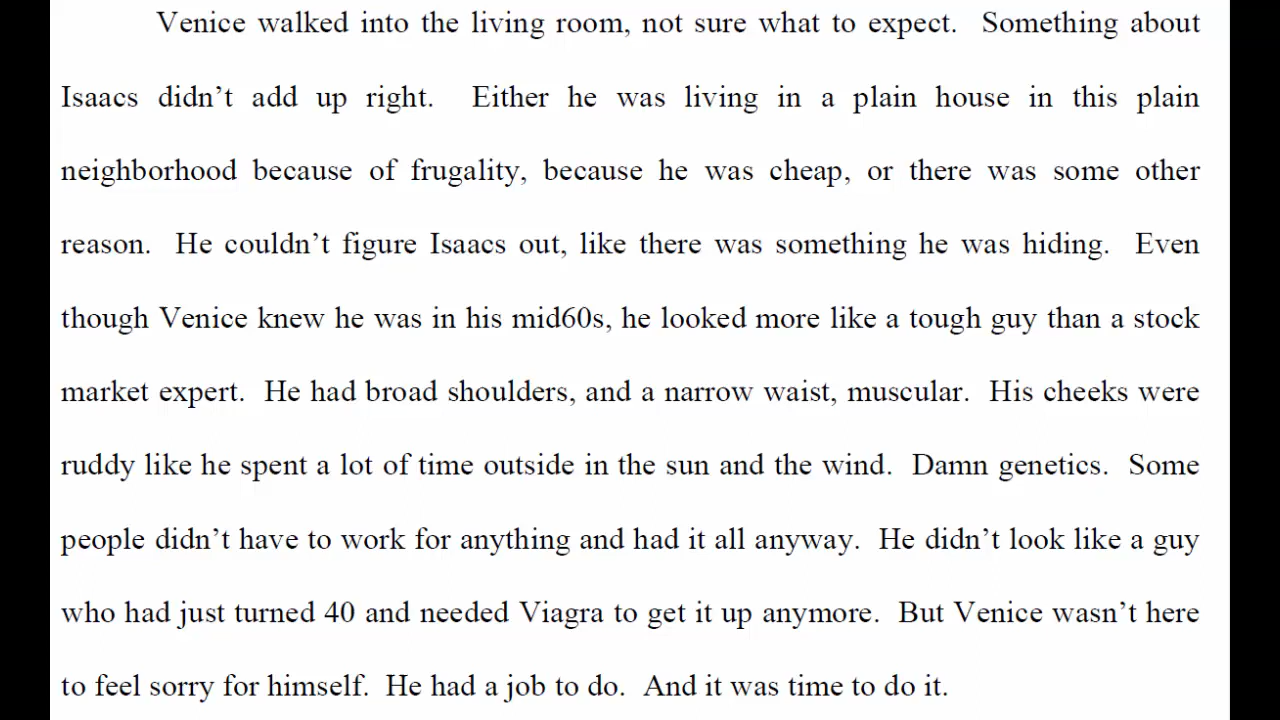 Venice walked into the living room, not sure what to expect.  Something about
Isaacs didn’t add up right.  Either he was living in a plain house in this plain
neighborhood because of frugality, because he was cheap, or there was some other
reason.  He couldn’t figure Isaacs out, like there was something he was hiding.  Even
though Venice knew he was in his mid60s, he looked more like a tough guy than a stock
market expert.  He had broad shoulders, and a narrow waist, muscular.  His cheeks were
ruddy like he spent a lot of time outside in the sun and the wind.  Damn genetics.  Some
people didn’t have to work for anything and had it all anyway.  He didn’t look like a guy
who had just turned 40 and needed Viagra to get it up anymore.  But Venice wasn’t here
to feel sorry for himself.  He had a job to do.  And it was time to do it.